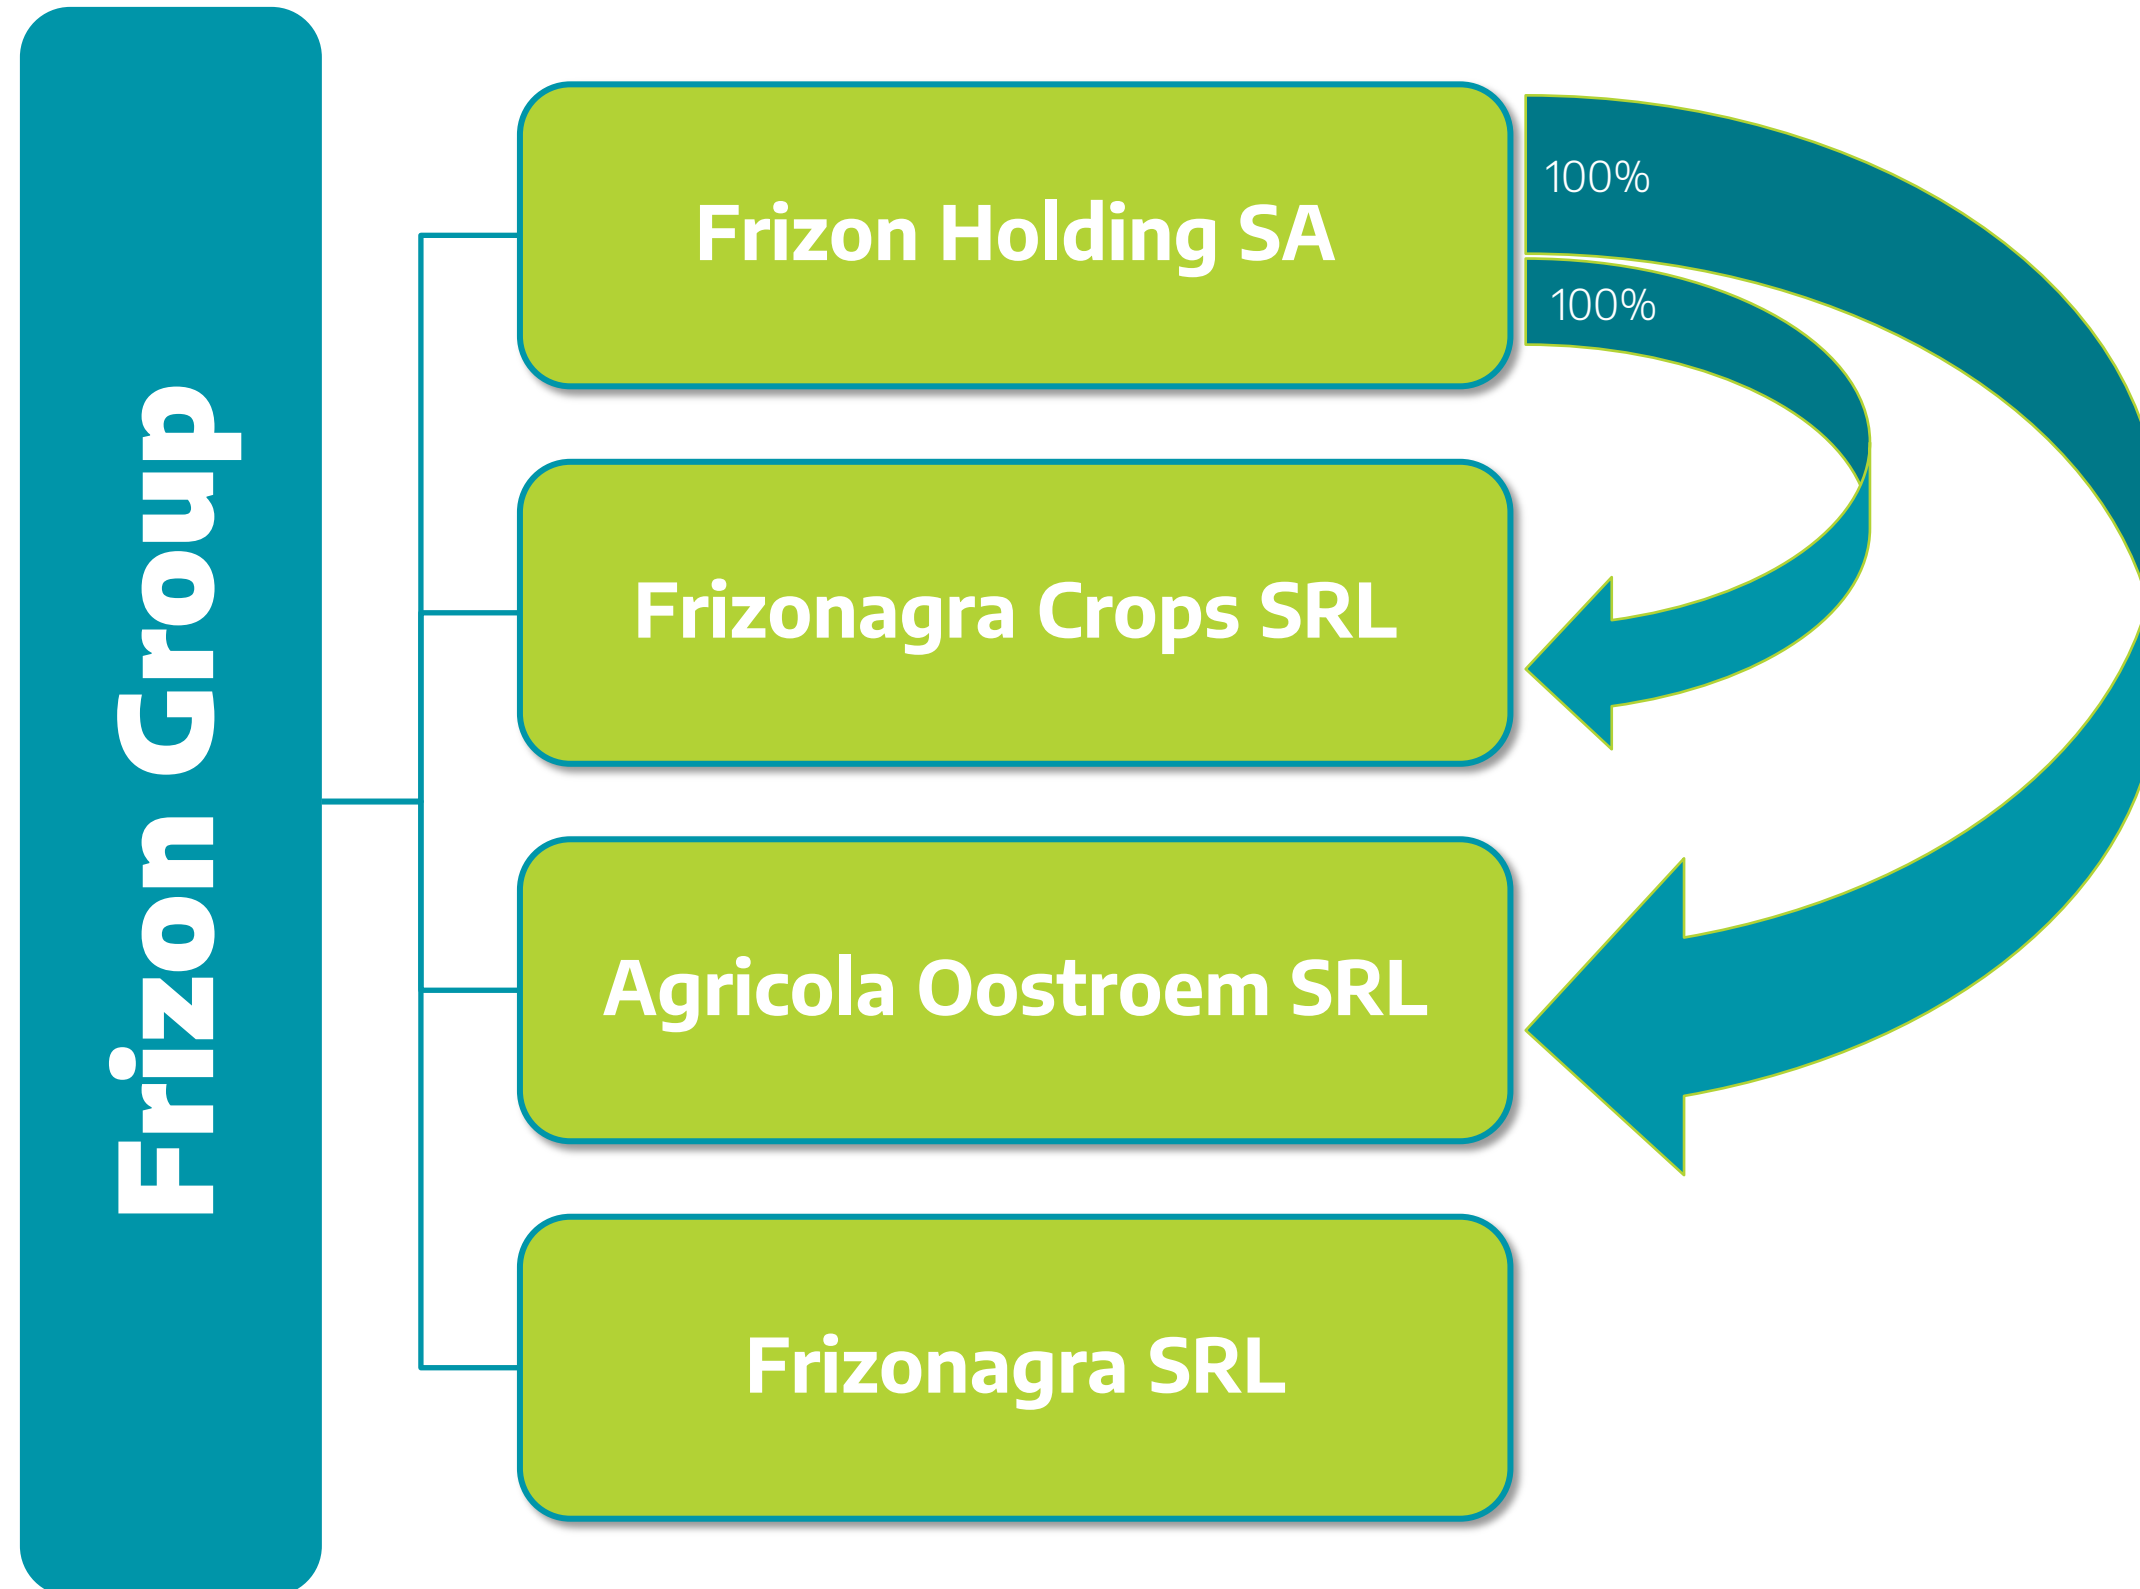 Frizon Group
Frizon Holding SA
100%
100%
Frizonagra Crops SRL
Agricola Oostroem SRL
Frizonagra SRL